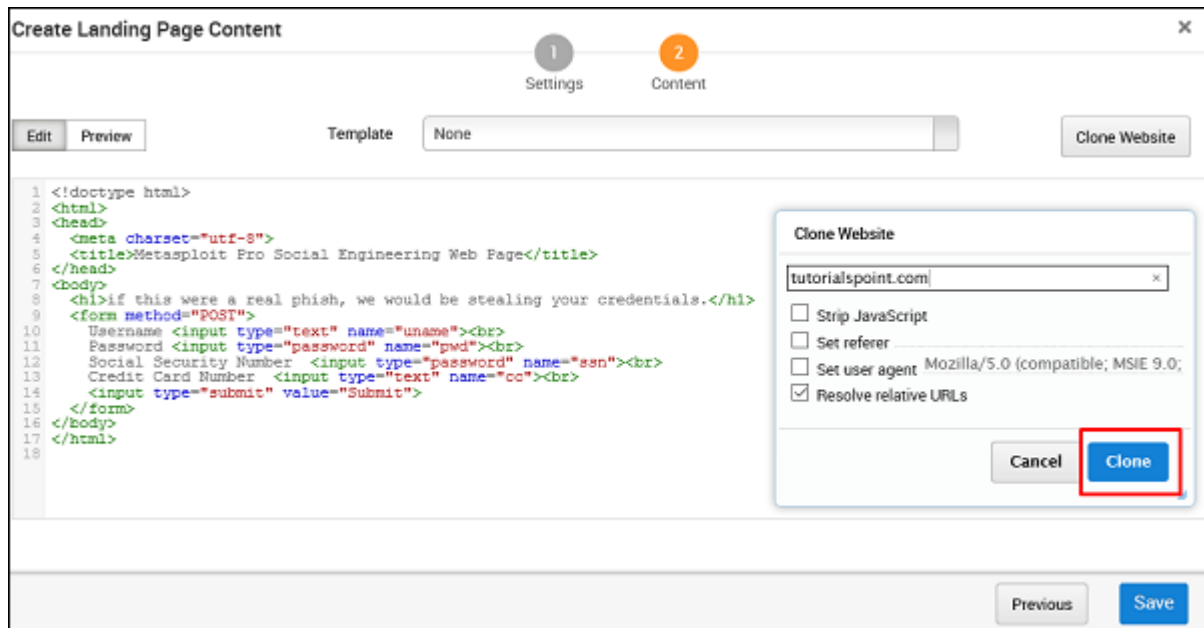 Create Landing Page Content ×
1 2
Settings Content
Edit Preview Template None Clone Website
1 <!doctype html>
2 <html>
3 <head>
4 <meta charset="utf-8">
5 <title>Metasploit Pro Social Engineering Web Page</title>
6 </head>
7 <body>
8 <h1>if this were a real phish, we would be stealing your credentials.</h1>
9 <form method="POST">
10 Username <input type="text" name="uname"><br>
11 Password <input type="password" name="pwd"><br>
12 Social Security Number <input type="password" name="ssn"><br>
13 Credit Card Number <input type="text" name="cc"><br>
14 <input type="submit" value="Submit">
15 </form>
16 </body>
17 </html>
18
Clone Website
tutorialspoint.com ×
Strip JavaScript
Set referer
Set user agent Mozilla/5.0 (compatible; MSIE 9.0;
Resolve relative URLs
Cancel Clone
Previous Save